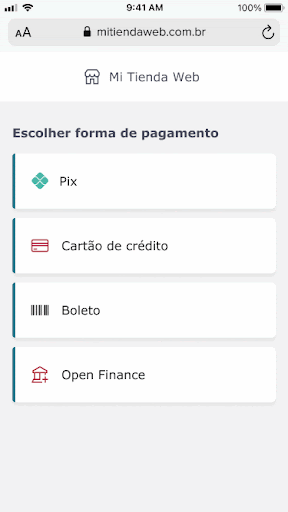 9:41 AM
100%
AA
mitiendaweb.com.br
Mi Tienda Web
Escolher forma de pagamento
Pix
Cartão de crédito
Boleto
Open Finance